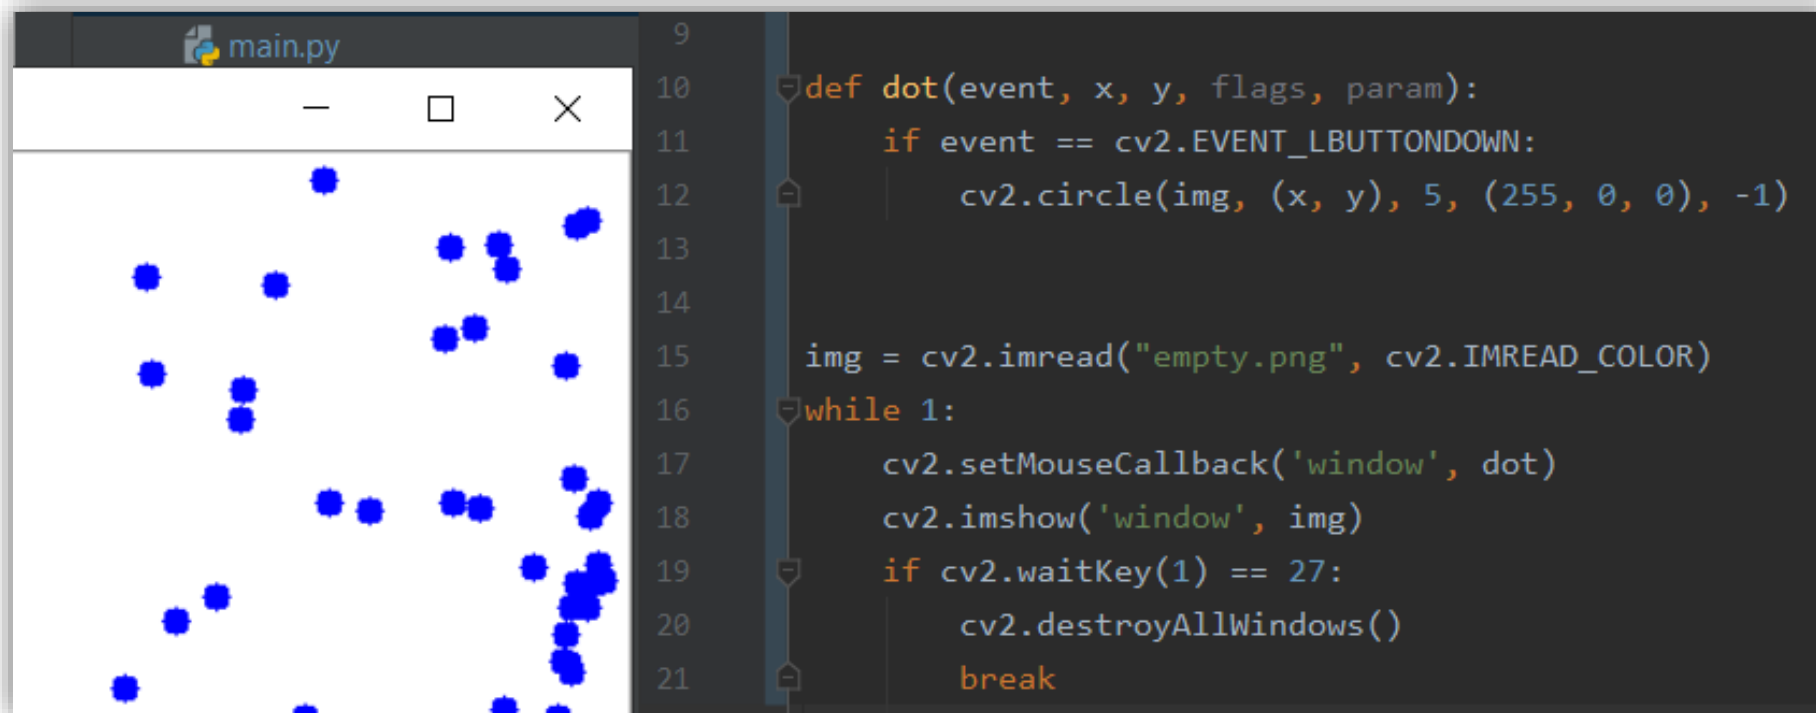 main.py
9
10 def dot(event, x, y, flags, param):
11     if event == cv2.EVENT_LBUTTONDOWN:
12         cv2.circle(img, (x, y), 5, (255, 0, 0), -1)
13
14
15 img = cv2.imread("empty.png", cv2.IMREAD_COLOR)
16 while 1:
17     cv2.setMouseCallback('window', dot)
18     cv2.imshow('window', img)
19     if cv2.waitKey(1) == 27:
20         cv2.destroyAllWindows()
21         break